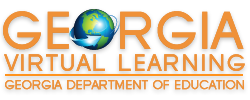 GEORGIA
VIRTUAL LEARNING
GEORGIA DEPARTMENT OF EDUCATION